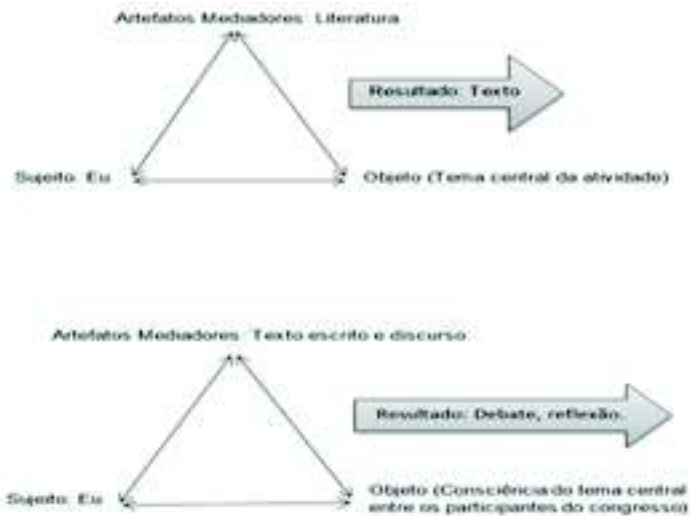 Artefatos Mediadores: Literatura
Resultado: Texto
Sujeito: Eu
Objeto (Tema central da atividade)
Artefatos Mediadores: Texto escrito e discurso
Resultado: Debate, reflexão.
Sujeito: Eu
Objeto (Consciência do tema central
entre os participantes do congresso)